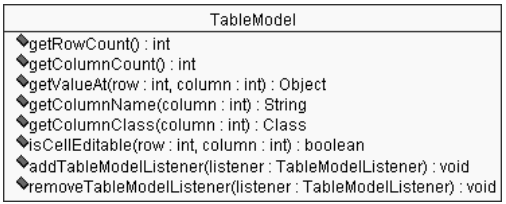 TableModel
getRowCount() : int
getColumnCount() : int
getValueAt(row : int, column : int) : Object
getColumnName(column : int) : String
getColumnClass(column : int) : Class
isCellEditable(row : int, column : int) : boolean
addTableModelListener(listener : TableModelListener) : void
removeTableModelListener(listener : TableModelListener) : void